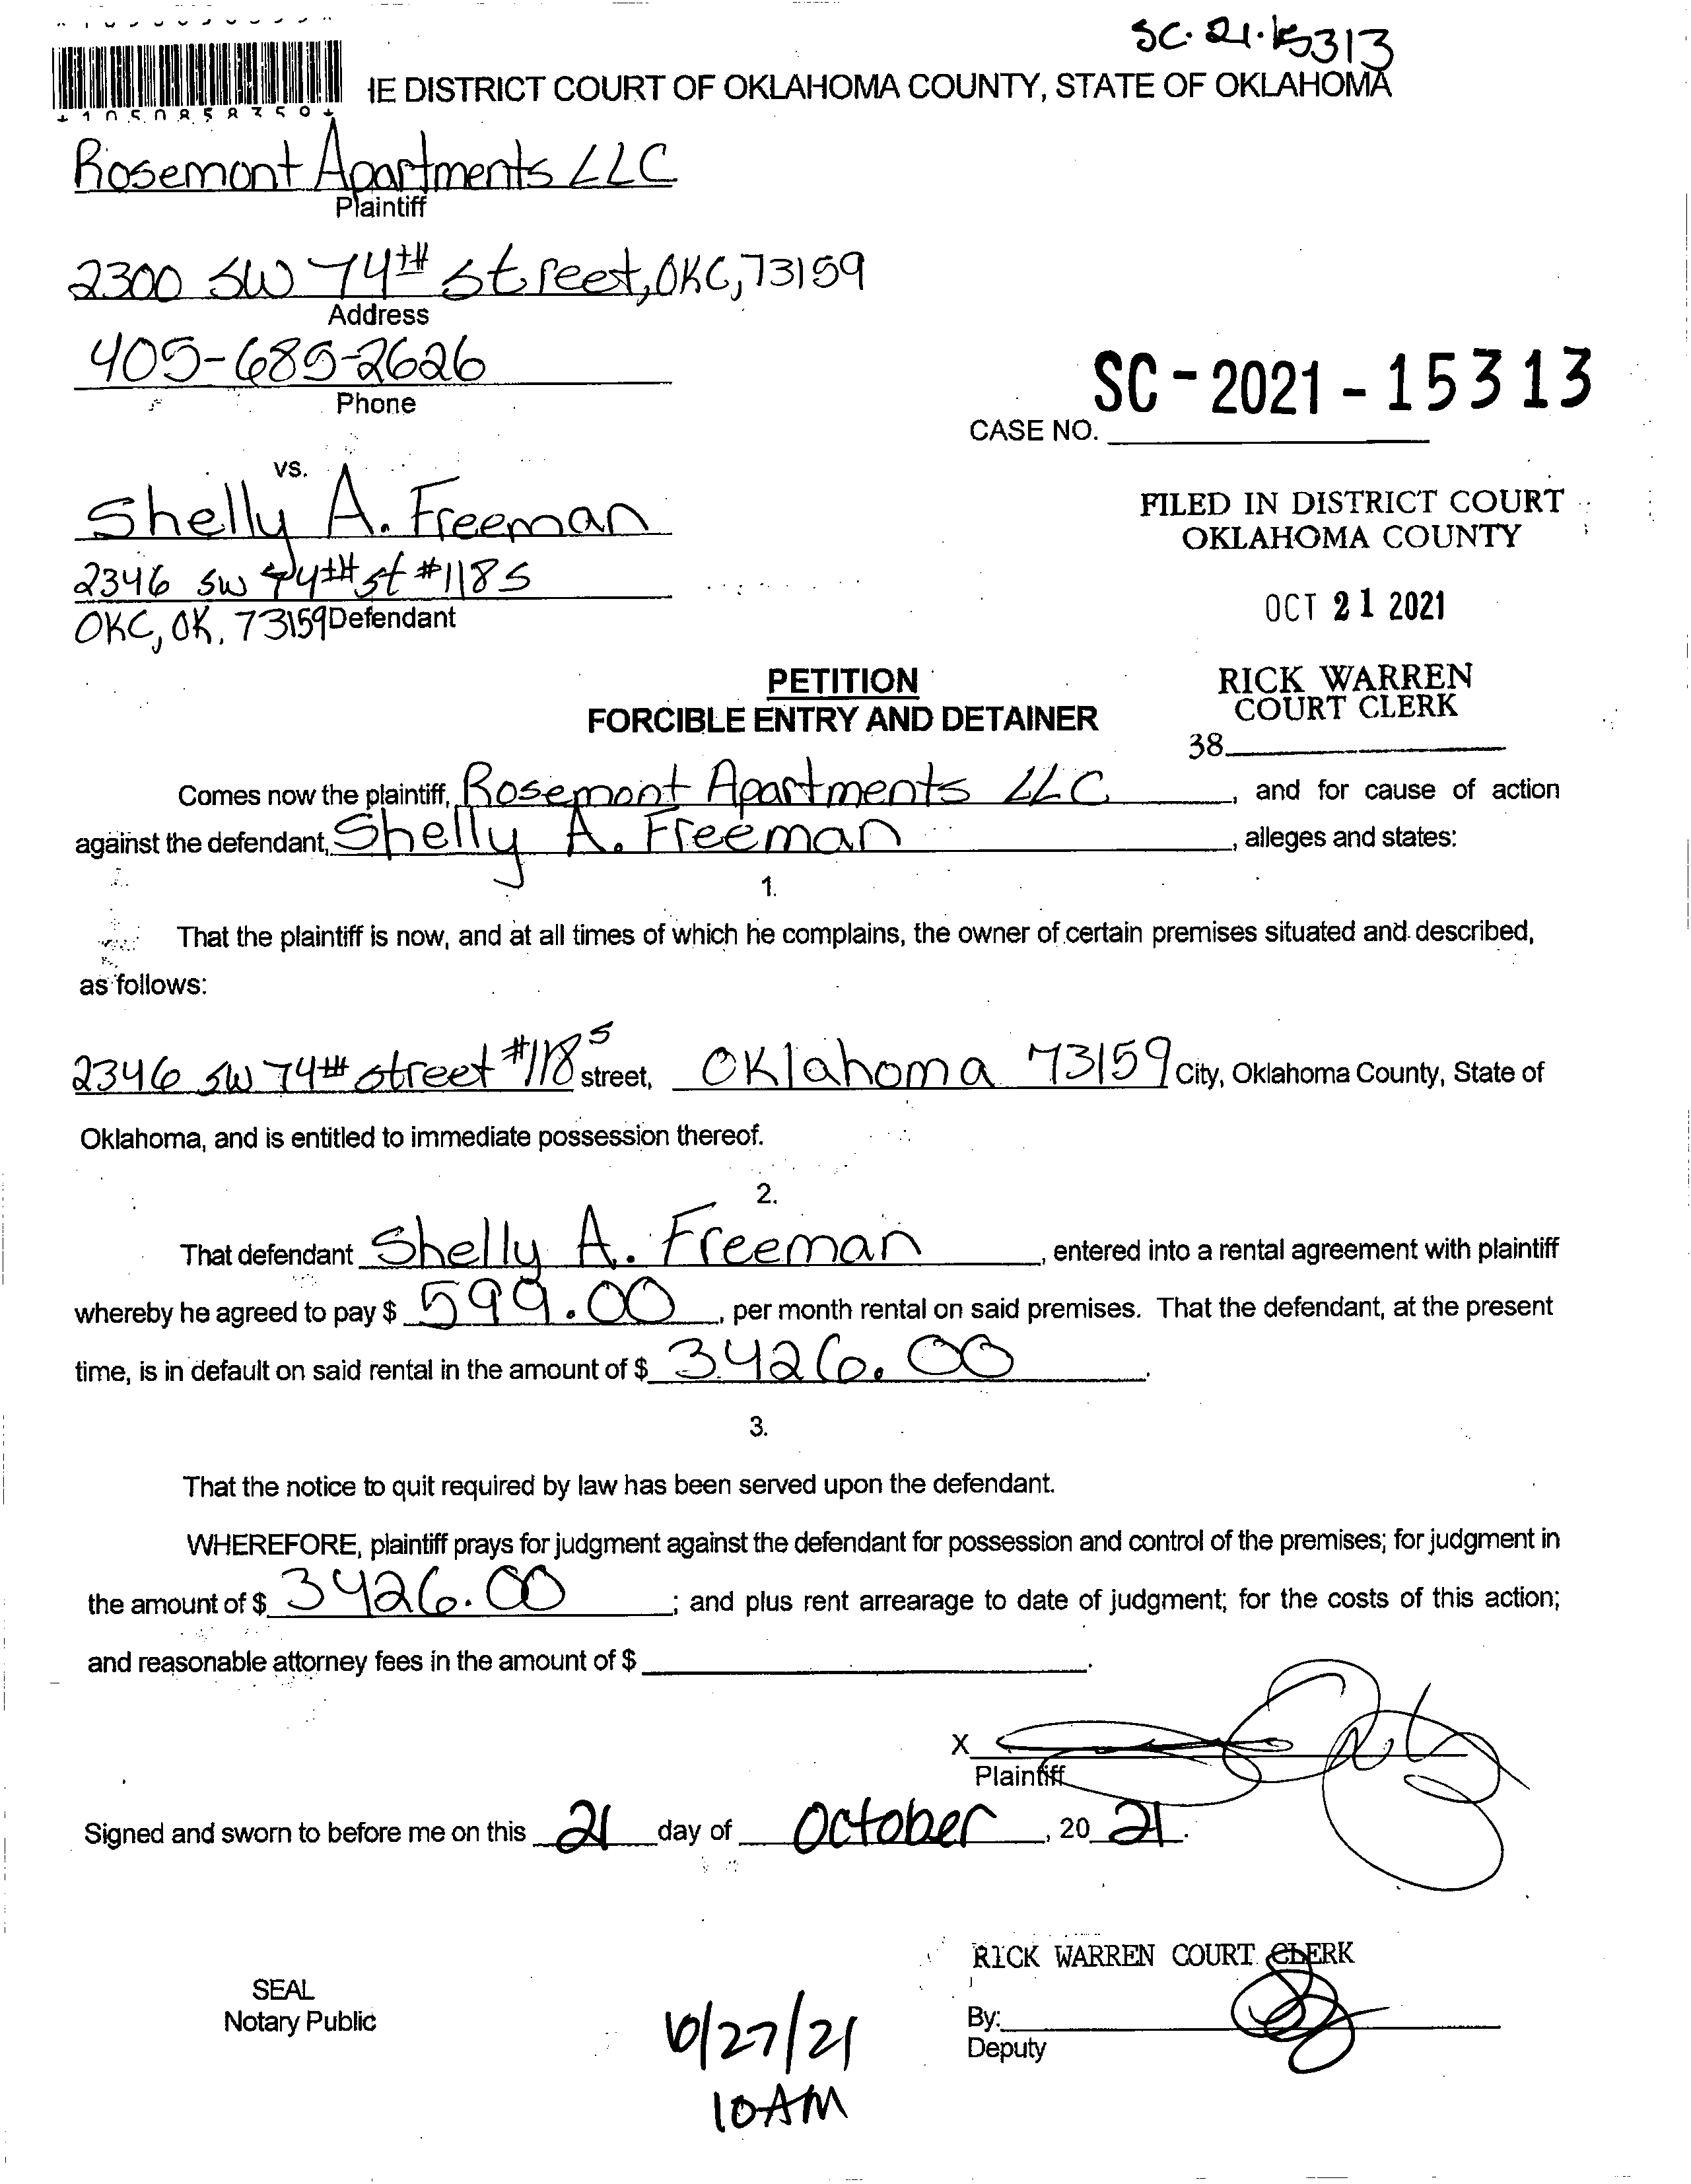 SC-21-15313
IE DISTRICT COURT OF OKLAHOMA COUNTY, STATE OF OKLAHOMA
Rosemont Apartments LLC
Plaintiff
2300 SW 74th Street, OKC, 73159
Address
405-685-2626
Phone
SC-2021-15313
CASE NO.
vs.
Shelly A. Freeman
2346 SW 74th st #118S
OKC, OK, 73159 Defendant
FILED IN DISTRICT COURT
OKLAHOMA COUNTY
OCT 21 2021
RICK WARREN
COURT CLERK
38
PETITION
FORCIBLE ENTRY AND DETAINER
Comes now the plaintiff, Rosemont Apartments LLC, and for cause of action
against the defendant, Shelly A. Freeman, alleges and states:
1.
That the plaintiff is now, and at all times of which he complains, the owner of certain premises situated and described,
as follows:
2346 SW 74th street #118S street, Oklahoma 73159 City, Oklahoma County, State of
Oklahoma, and is entitled to immediate possession thereof.
2.
That defendant Shelly A. Freeman, entered into a rental agreement with plaintiff
whereby he agreed to pay $ 599.00, per month rental on said premises. That the defendant, at the present
time, is in default on said rental in the amount of $ 3426.00.
3.
That the notice to quit required by law has been served upon the defendant.
WHEREFORE, plaintiff prays for judgment against the defendant for possession and control of the premises; for judgment in
the amount of $ 3426.00; and plus rent arrearage to date of judgment; for the costs of this action;
and reasonable attorney fees in the amount of $
X
Plaintiff
Signed and sworn to before me on this 21 day of October, 20 21.
RICK WARREN COURT CLERK
SEAL
Notary Public
By:
Deputy
10/27/21
10AM